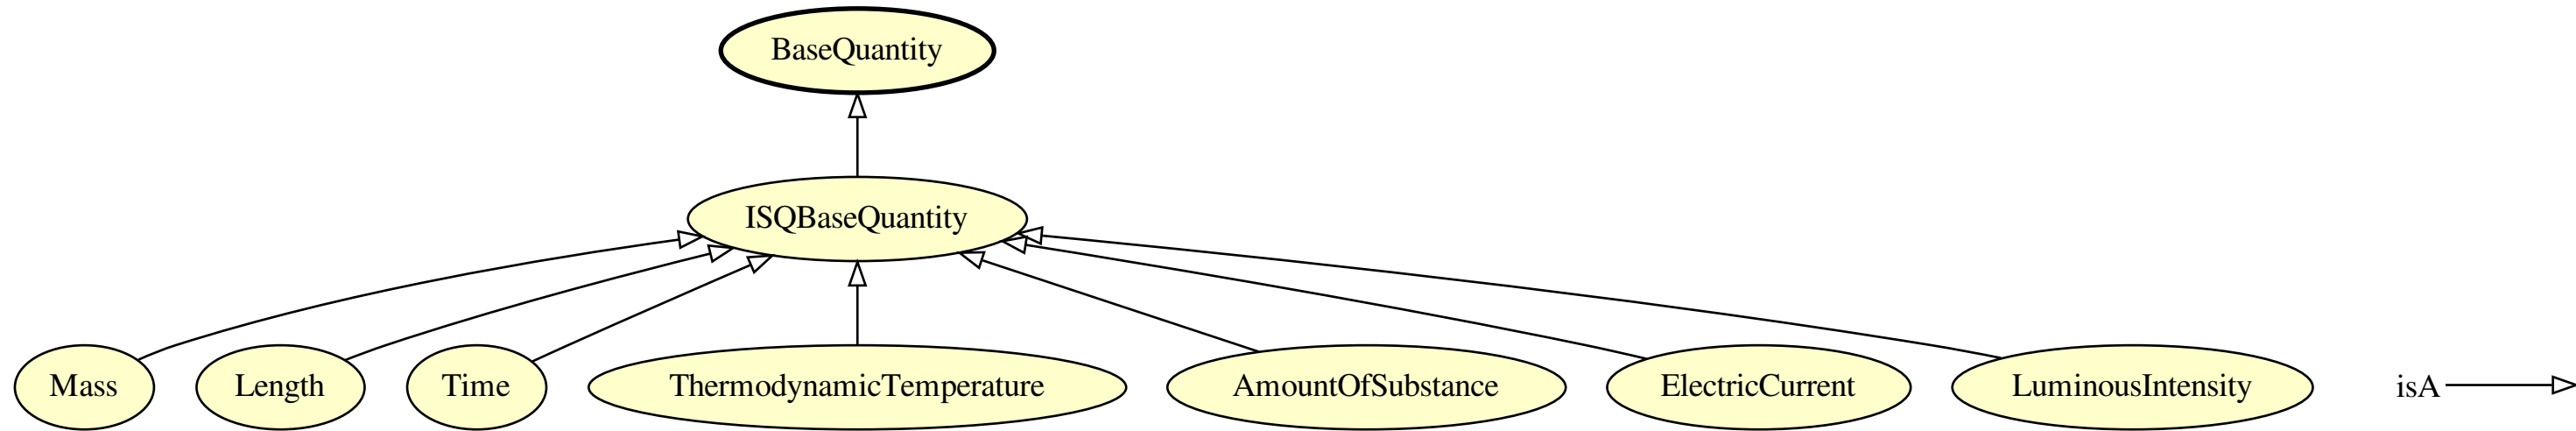 BaseQuantity
ISQBaseQuantity
Mass
Length
Time
ThermodynamicTemperature
AmountOfSubstance
ElectricCurrent
LuminousIntensity
isA